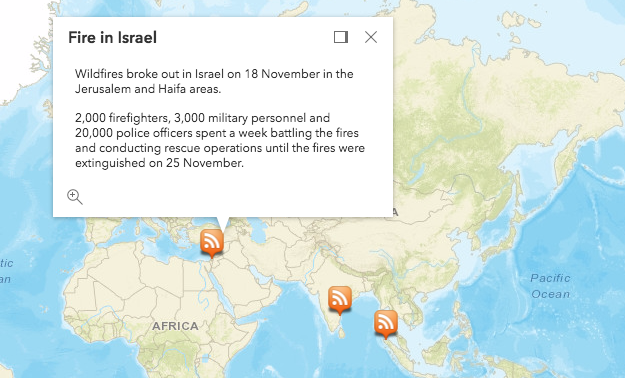 Fire in Israel
Wildfires broke out in Israel on 18 November in the
Jerusalem and Haifa areas.
2,000 firefighters, 3,000 military personnel and
20,000 police officers spent a week battling the fires
and conducting rescue operations until the fires were
extinguished on 25 November.
A
tic
an
Pacific
Ocean
AFRICA